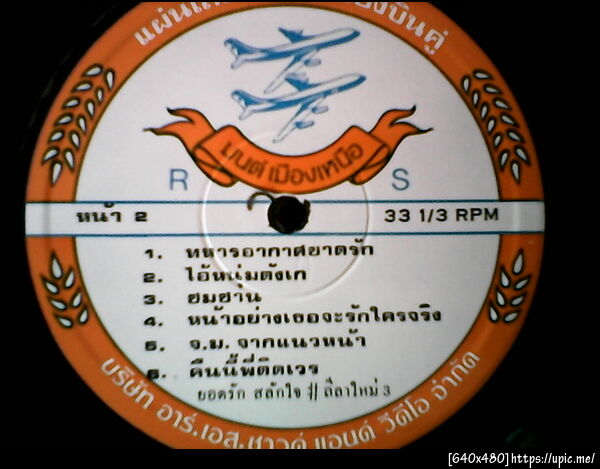 มนต์เมืองเหนือ
R S
หน้า 2 33 1/3 RPM
1. ทหารอากาศขาดรัก
2. ไอ้หนุ่มตังเก
3. ซมซาน
4. หน้าอย่างเธอจะรักใครจริง
5. จ.ม. จากแนวหน้า
6. คืนนี้พี่ติดเวร
ยอดรัก สลักใจ ลีลาใหม่ 3
บริษัท อาร์.เอส.ซาวด์ แอนด์ วีดีโอ จำกัด
[640x480]https://upic.me/